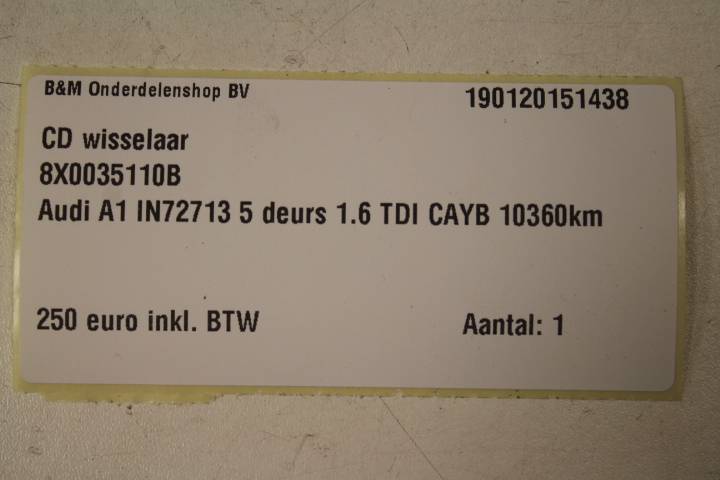 B&M Onderdelenshop BV 190120151438
CD wisselaar
8X0035110B
Audi A1 IN72713 5 deurs 1.6 TDI CAYB 10360km
250 euro inkl. BTW Aantal: 1